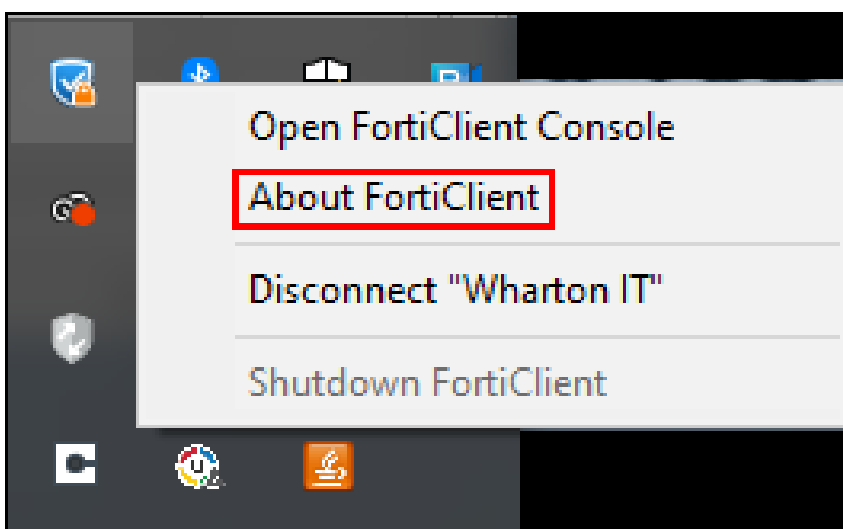 Open FortiClient Console
About FortiClient
Disconnect "Wharton IT"
Shutdown FortiClient